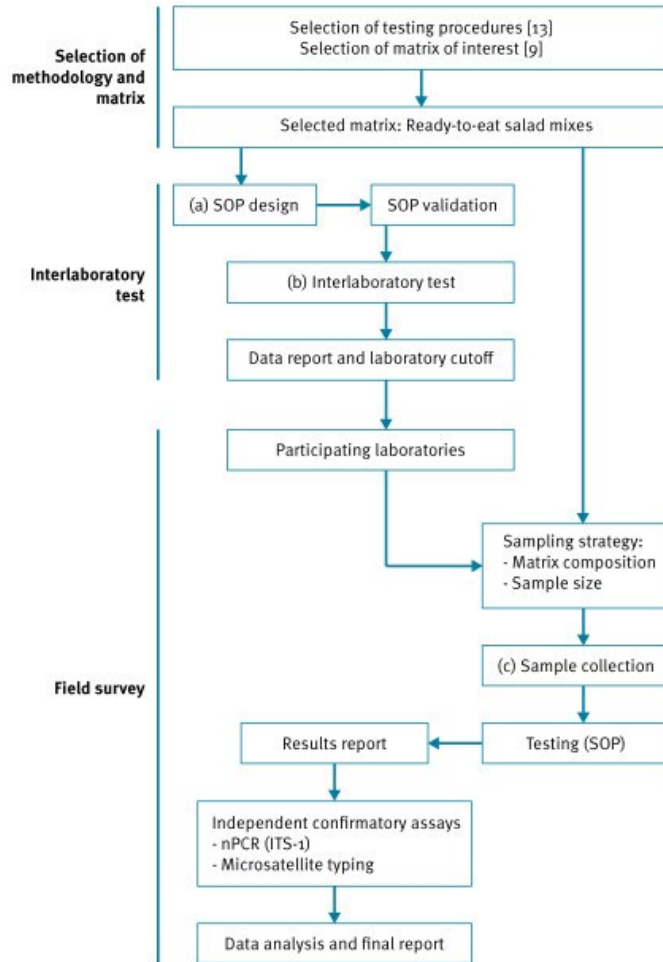 Selection of
methodology and
matrix
Selection of testing procedures [13]
Selection of matrix of interest [9]
Selected matrix: Ready-to-eat salad mixes
Interlaboratory
test
(a) SOP design
SOP validation
(b) Interlaboratory test
Data report and laboratory cutoff
Field survey
Participating laboratories
Sampling strategy:
- Matrix composition
- Sample size
(c) Sample collection
Testing (SOP)
Results report
Independent confirmatory assays
- nPCR (ITS-1)
- Microsatellite typing
Data analysis and final report